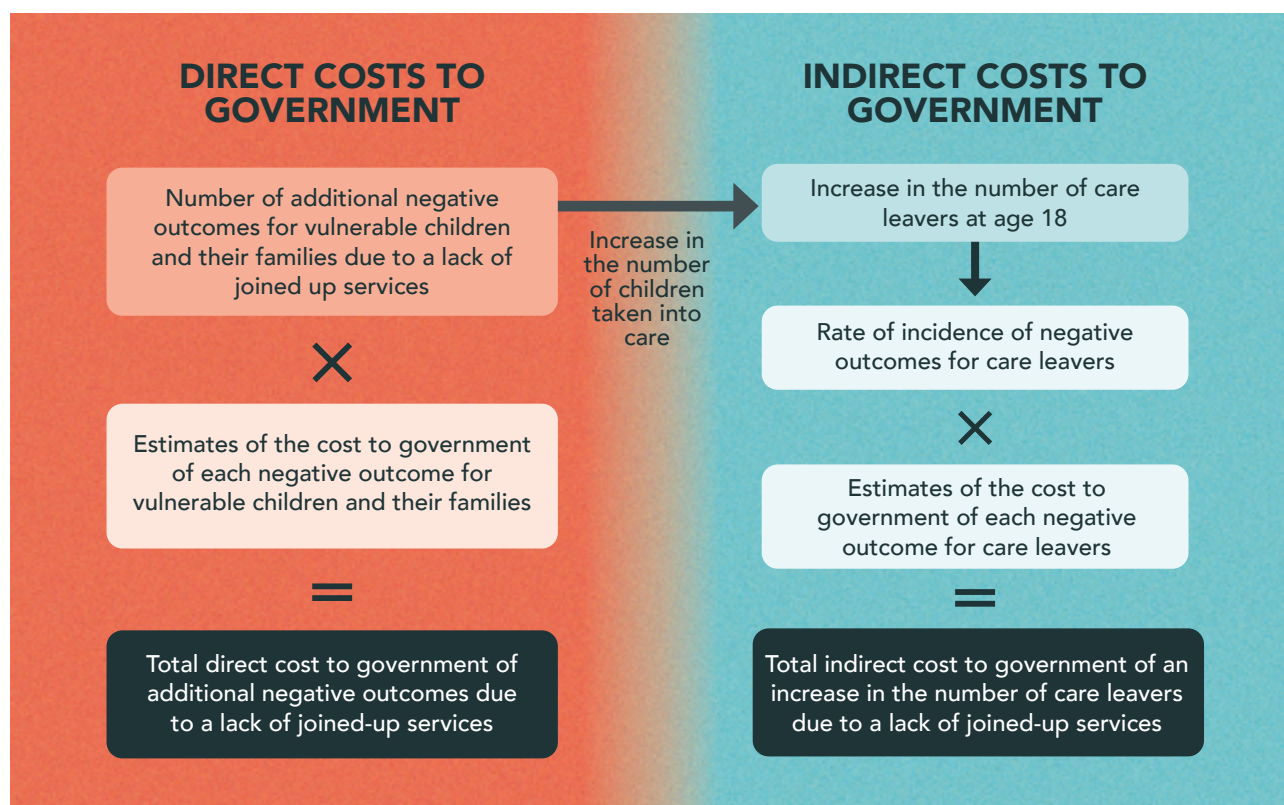 DIRECT COSTS TO
GOVERNMENT
Number of additional negative
outcomes for vulnerable children
and their families due to a lack of
joined up services
×
Estimates of the cost to government
of each negative outcome for
vulnerable children and their families
=
Total direct cost to government of
additional negative outcomes due
to a lack of joined-up services
Increase in
the number
of children
taken into
care
INDIRECT COSTS TO
GOVERNMENT
Increase in the number of care
leavers at age 18
Rate of incidence of negative
outcomes for care leavers
×
Estimates of the cost to
government of each negative
outcome for care leavers
=
Total indirect cost to government of an
increase in the number of care leavers
due to a lack of joined-up services